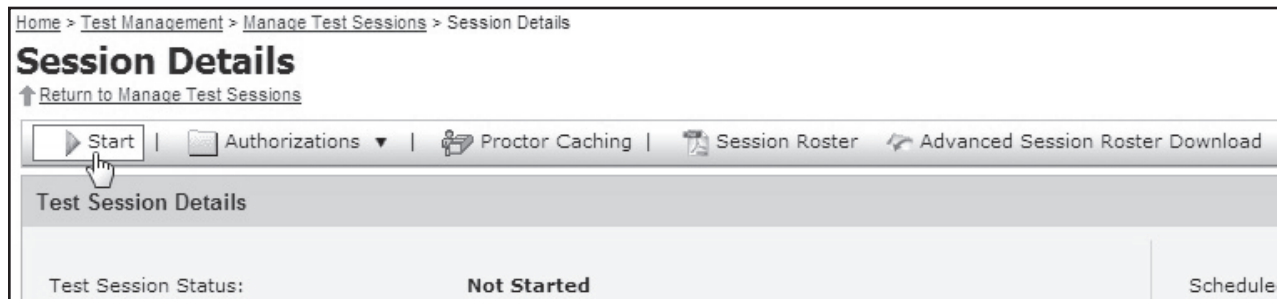 Home > Test Management > Manage Test Sessions > Session Details
Session Details
Return to Manage Test Sessions
Start | Authorizations ▼ | Proctor Caching | Session Roster Advanced Session Roster Download
Test Session Details
Test Session Status: Not Started Schedule